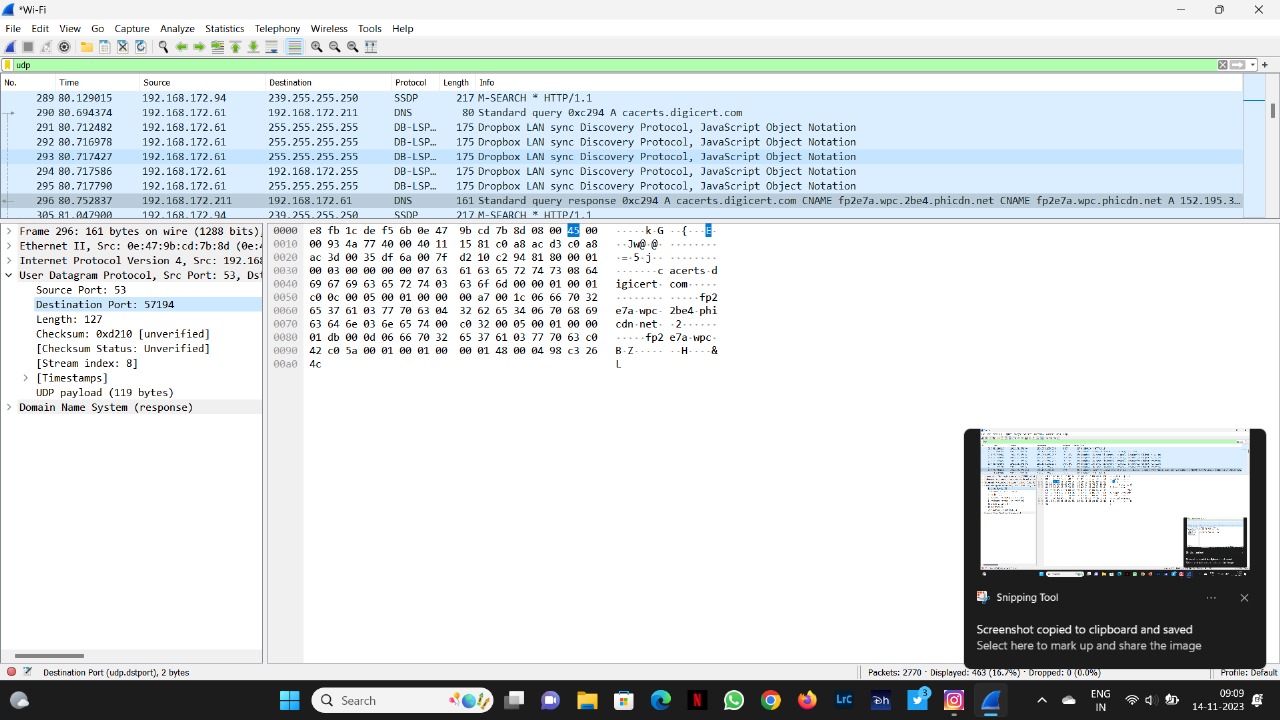 *Wi-Fi
File Edit View Go Capture Analyze Statistics Telephony Wireless Tools Help
udp
No. Time Source Destination Protocol Length Info
289 80.129015 192.168.172.94 239.255.255.250 SSDP 217 M-SEARCH * HTTP/1.1
290 80.694374 192.168.172.61 192.168.172.211 DNS 80 Standard query 0xc294 A cacerts.digicert.com
291 80.712482 192.168.172.61 255.255.255.255 DB-LSP… 175 Dropbox LAN sync Discovery Protocol, JavaScript Object Notation
292 80.716978 192.168.172.61 255.255.255.255 DB-LSP… 175 Dropbox LAN sync Discovery Protocol, JavaScript Object Notation
293 80.717427 192.168.172.61 255.255.255.255 DB-LSP… 175 Dropbox LAN sync Discovery Protocol, JavaScript Object Notation
294 80.717586 192.168.172.61 255.255.255.255 DB-LSP… 175 Dropbox LAN sync Discovery Protocol, JavaScript Object Notation
295 80.717790 192.168.172.61 255.255.255.255 DB-LSP… 175 Dropbox LAN sync Discovery Protocol, JavaScript Object Notation
296 80.752837 192.168.172.211 192.168.172.61 DNS 161 Standard query response 0xc294 A cacerts.digicert.com CNAME fp2e7a.wpc.2be4.phicdn.net CNAME fp2e7a.wpc.phicdn.net A 152.195.3…
305 81.047900 192.168.172.94 239.255.255.250 SSDP 217 M-SEARCH * HTTP/1.1
Frame 296: 161 bytes on wire (1288 bits),
Ethernet II, Src: 0e:47:9b:cd:7b:8d (0e:4
Internet Protocol Version 4, Src: 192.168
User Datagram Protocol, Src Port: 53, Dst
Source Port: 53
Destination Port: 57194
Length: 127
Checksum: 0xd210 [unverified]
[Checksum Status: Unverified]
[Stream index: 8]
[Timestamps]
UDP payload (119 bytes)
Domain Name System (response)
0000 e8 fb 1c de f5 6b 0e 47 9b cd 7b 8d 08 00 45 00 ·····k·G ··{···E·
0010 00 93 4a 77 40 00 40 11 15 81 c0 a8 ac d3 c0 a8 ··Jw@·@· ········
0020 ac 3d 00 35 df 6a 00 7f d2 10 c2 94 81 80 00 01 ·=·5·j·· ········
0030 00 03 00 00 00 00 07 63 61 63 65 72 74 73 08 64 ·······c acerts·d
0040 69 67 69 63 65 72 74 03 63 6f 6d 00 00 01 00 01 igicert· com·····
0050 c0 0c 00 05 00 01 00 00 00 a7 00 1c 06 66 70 32 ········ ·····fp2
0060 65 37 61 03 77 70 63 04 32 62 65 34 06 70 68 69 e7a·wpc· 2be4·phi
0070 63 64 6e 03 6e 65 74 00 c0 32 00 05 00 01 00 00 cdn·net· ·2······
0080 01 db 00 0d 06 66 70 32 65 37 61 03 77 70 63 c0 ·····fp2 e7a·wpc·
0090 42 c0 5a 00 01 00 01 00 00 01 48 00 04 98 c3 26 B·Z····· ··H····&
00a0 4c L
Snipping Tool
Screenshot copied to clipboard and saved
Select here to mark up and share the image
Destination Port (udp.dstport), 2 bytes
Packets: 2770 · Displayed: 463 (16.7%) · Dropped: 0 (0.0%)
Profile: Default
Search
LrC
3
ENG
IN
09:09
14-11-2023